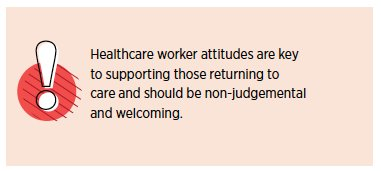 Healthcare worker attitudes are key
to supporting those returning to
care and should be non-judgemental
and welcoming.